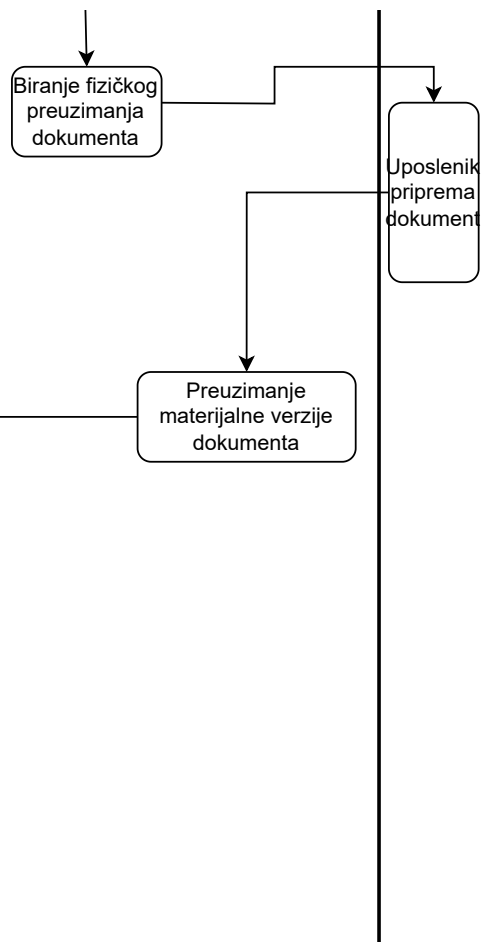 Biranje fizičkog
preuzimanja
dokumenta
Uposlenik
priprema
dokument
Preuzimanje
materijalne verzije
dokumenta